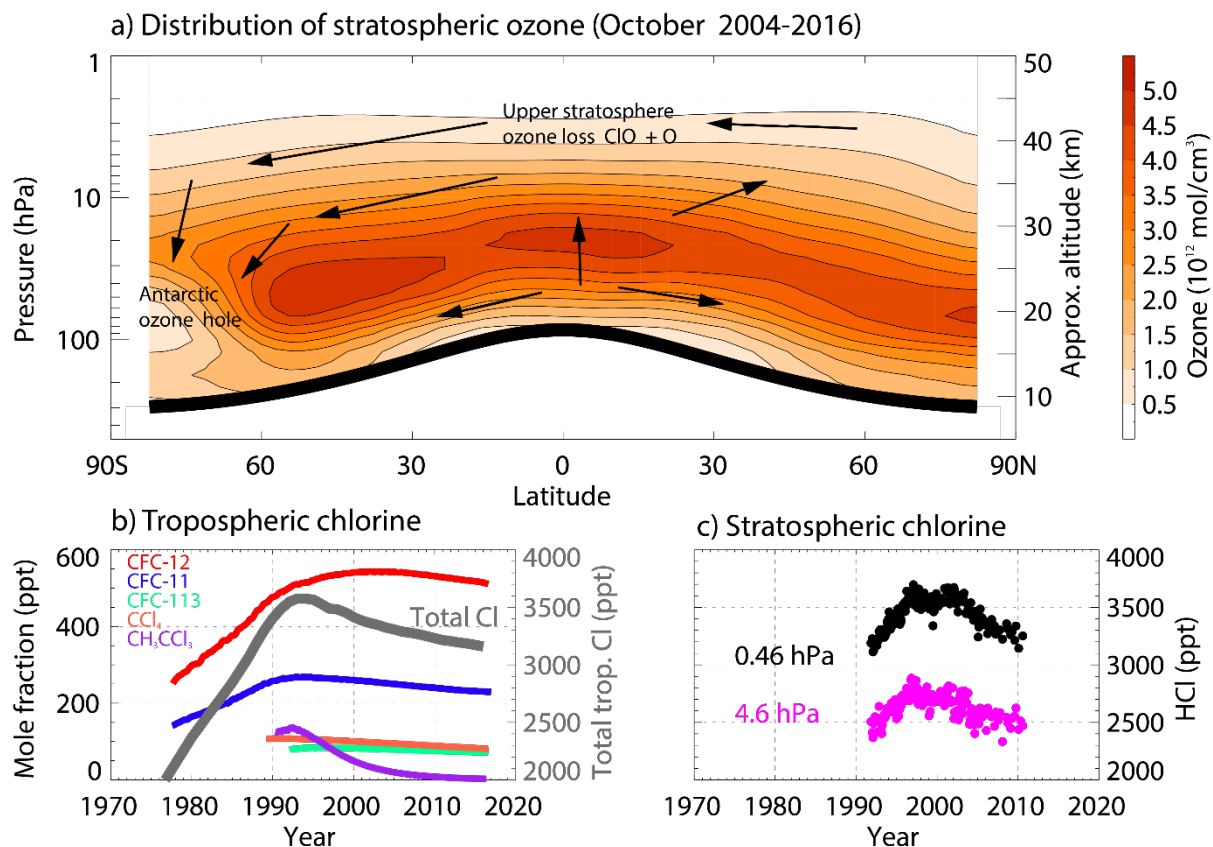 a) Distribution of stratospheric ozone (October 2004-2016)
1
10
100
Pressure (hPa)
Upper stratosphere
ozone loss ClO + O
Antarctic
ozone hole
50
40
30
20
10
Approx. altitude (km)
5.0
4.5
4.0
3.5
3.0
2.5
2.0
1.5
1.0
0.5
Ozone (10¹² mol/cm³)
90S 60 30 0 30 60 90N
Latitude
b) Tropospheric chlorine
600
400
200
0
Mole fraction (ppt)
CFC-12
CFC-11
CFC-113
CCl₄
CH₃CCl₃
Total Cl
4000
3500
3000
2500
2000
Total trop. Cl (ppt)
1970 1980 1990 2000 2010 2020
Year
c) Stratospheric chlorine
0.46 hPa
4.6 hPa
4000
3500
3000
2500
2000
HCl (ppt)
1970 1980 1990 2000 2010 2020
Year